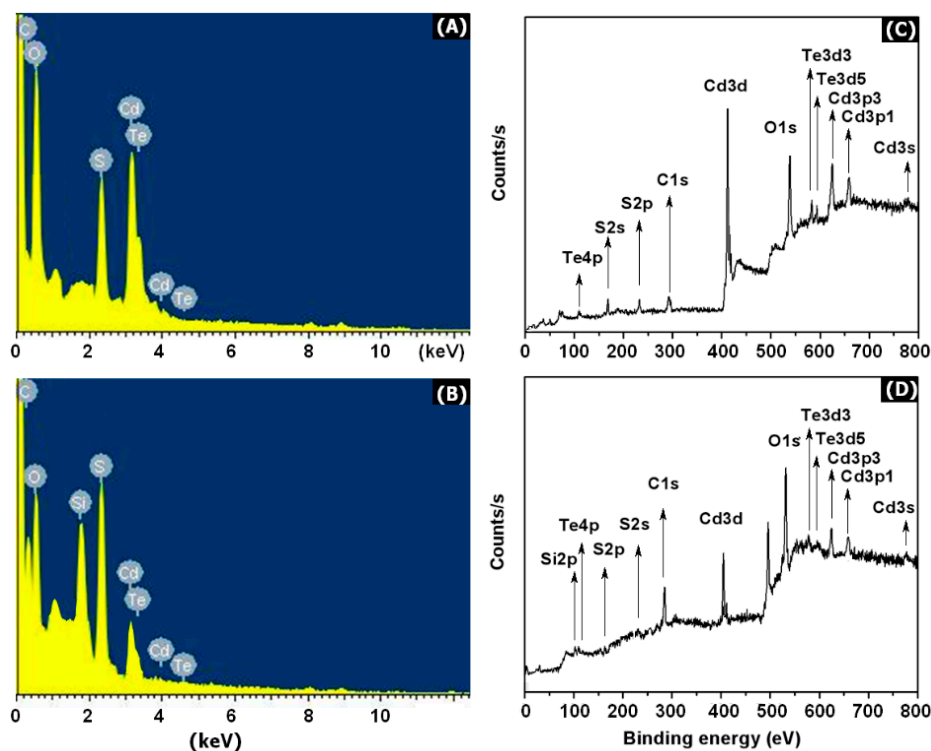 (A)
C
O
S
Cd
Te
Cd
Te
0 2 4 6 8 10 (keV)
(B)
C
O
Si
S
Cd
Te
Cd
Te
0 2 4 6 8 10
(keV)
(C)
Counts/s
Te4p
S2s
S2p
C1s
Cd3d
O1s
Te3d3
Te3d5
Cd3p3
Cd3p1
Cd3s
0 100 200 300 400 500 600 700 800
(D)
Counts/s
Si2p
Te4p
S2p
S2s
C1s
Cd3d
O1s
Te3d3
Te3d5
Cd3p3
Cd3p1
Cd3s
0 100 200 300 400 500 600 700 800
Binding energy (eV)